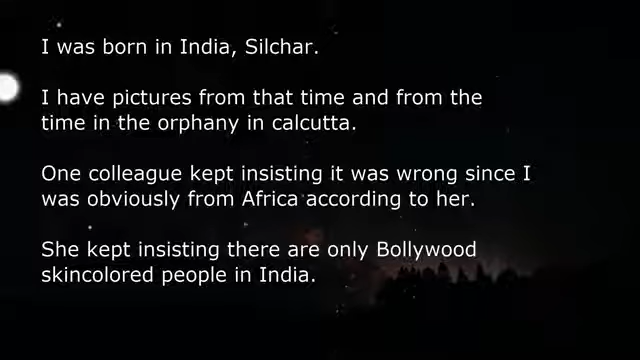 I was born in India, Silchar.
I have pictures from that time and from the
time in the orphany in calcutta.
One colleague kept insisting it was wrong since I
was obviously from Africa according to her.
She kept insisting there are only Bollywood
skincolored people in India.